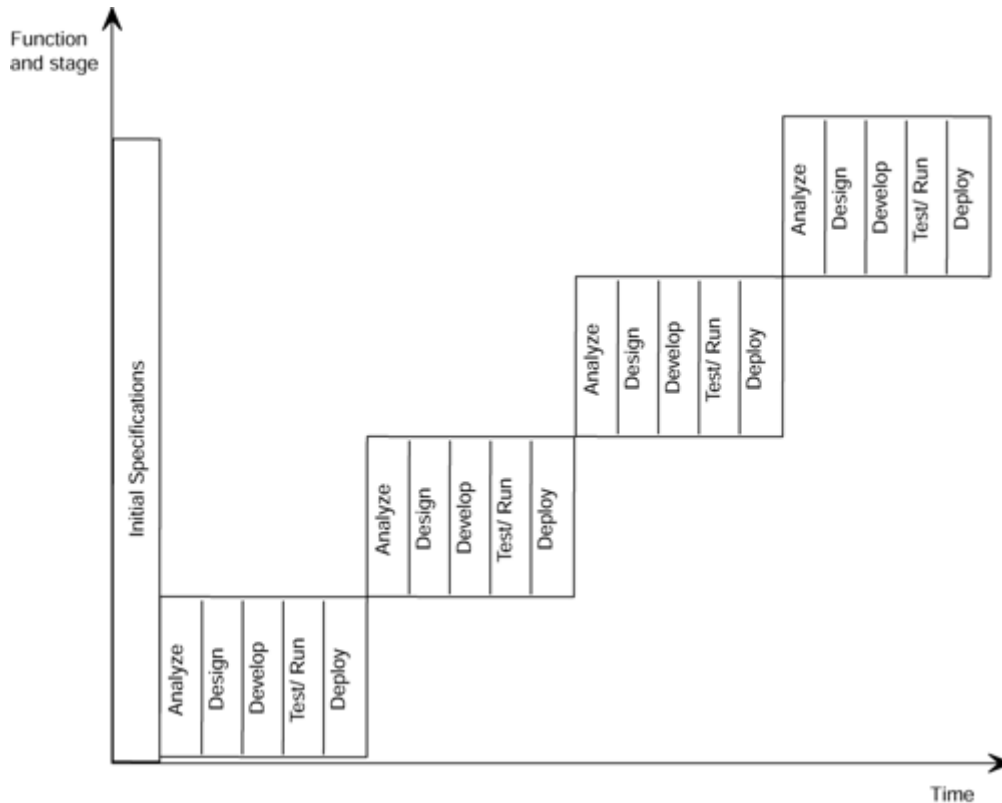 Function
and stage
Initial Specifications
Analyze
Design
Develop
Test/ Run
Deploy
Analyze
Design
Develop
Test/ Run
Deploy
Analyze
Design
Develop
Test/ Run
Deploy
Analyze
Design
Develop
Test/ Run
Deploy
Time